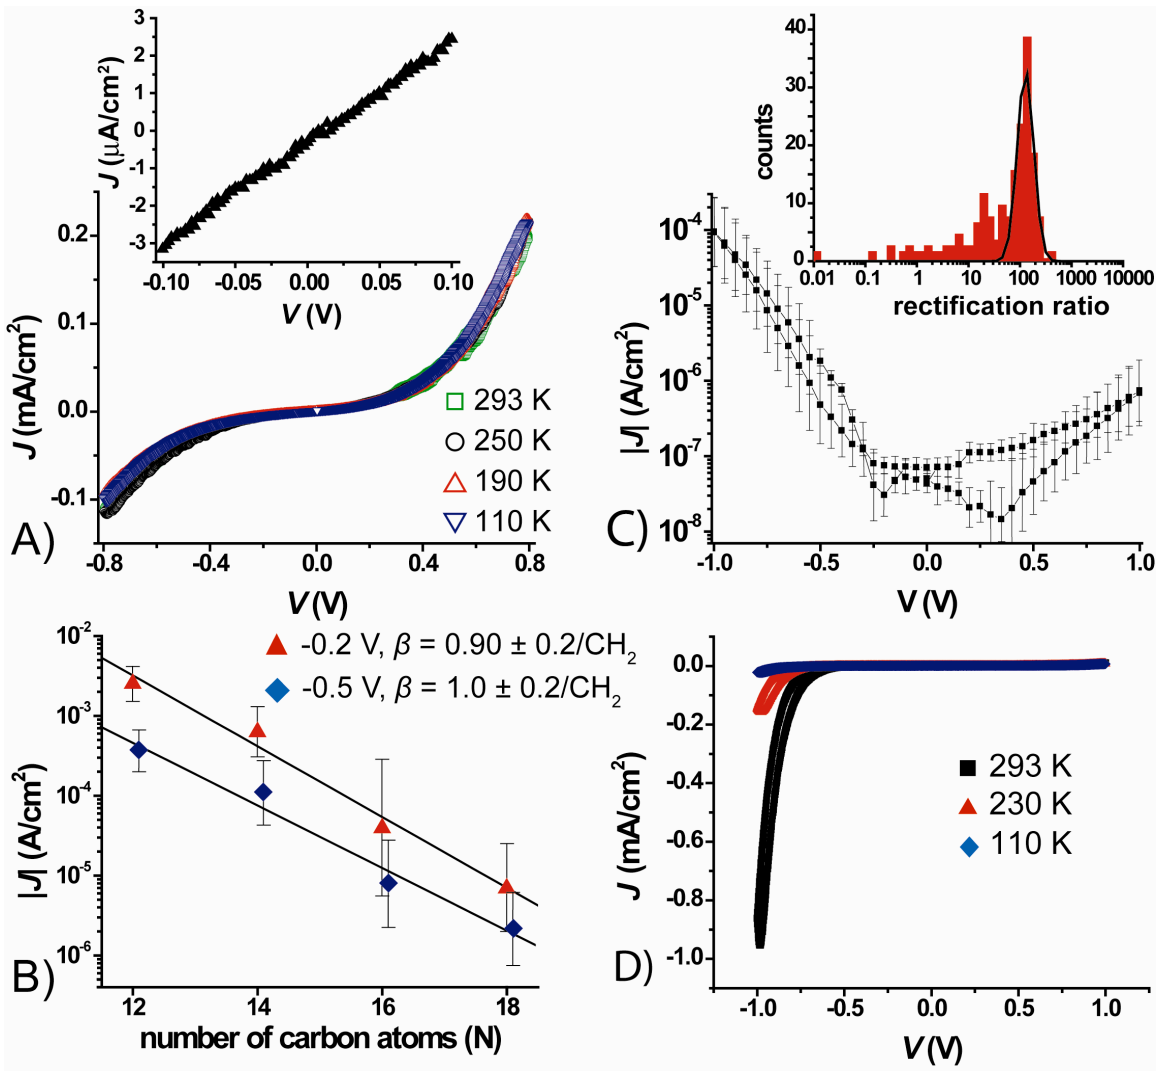 3
2
1
0
-1
-2
-3
J (μA/cm²)
-0.10 -0.05 0.00 0.05 0.10
V (V)
0.2
0.1
0.0
-0.1
J (mA/cm²)
293 K
250 K
190 K
110 K
A)
-0.8 -0.4 0.0 0.4 0.8
V (V)
40
30
20
10
0
counts
0.01 0.1 1 10 100 1000 10000
rectification ratio
10⁻⁴
10⁻⁵
10⁻⁶
10⁻⁷
10⁻⁸
|J| (A/cm²)
C)
-1.0 -0.5 0.0 0.5 1.0
V (V)
-0.2 V, β = 0.90 ± 0.2/CH₂
-0.5 V, β = 1.0 ± 0.2/CH₂
10⁻²
10⁻³
10⁻⁴
10⁻⁵
10⁻⁶
|J| (A/cm²)
B)
12 14 16 18
number of carbon atoms (N)
0.0
-0.2
-0.4
-0.6
-0.8
-1.0
J (mA/cm²)
293 K
230 K
110 K
D)
-1.0 -0.5 0.0 0.5 1.0
V (V)